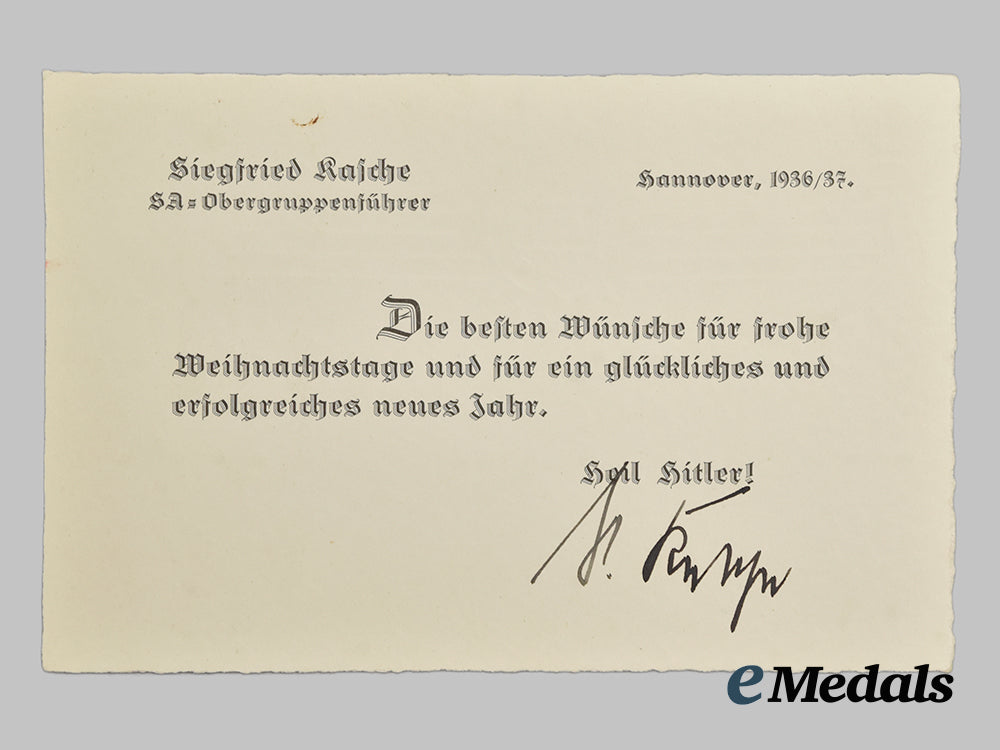 Siegfried Kasche
SA=Obergruppenführer
Hannover, 1936/37.
Die besten Wünsche für frohe
Weihnachtstage und für ein glückliches und
erfolgreiches neues Jahr.
Heil Hitler!
S. Kasche
eMedals